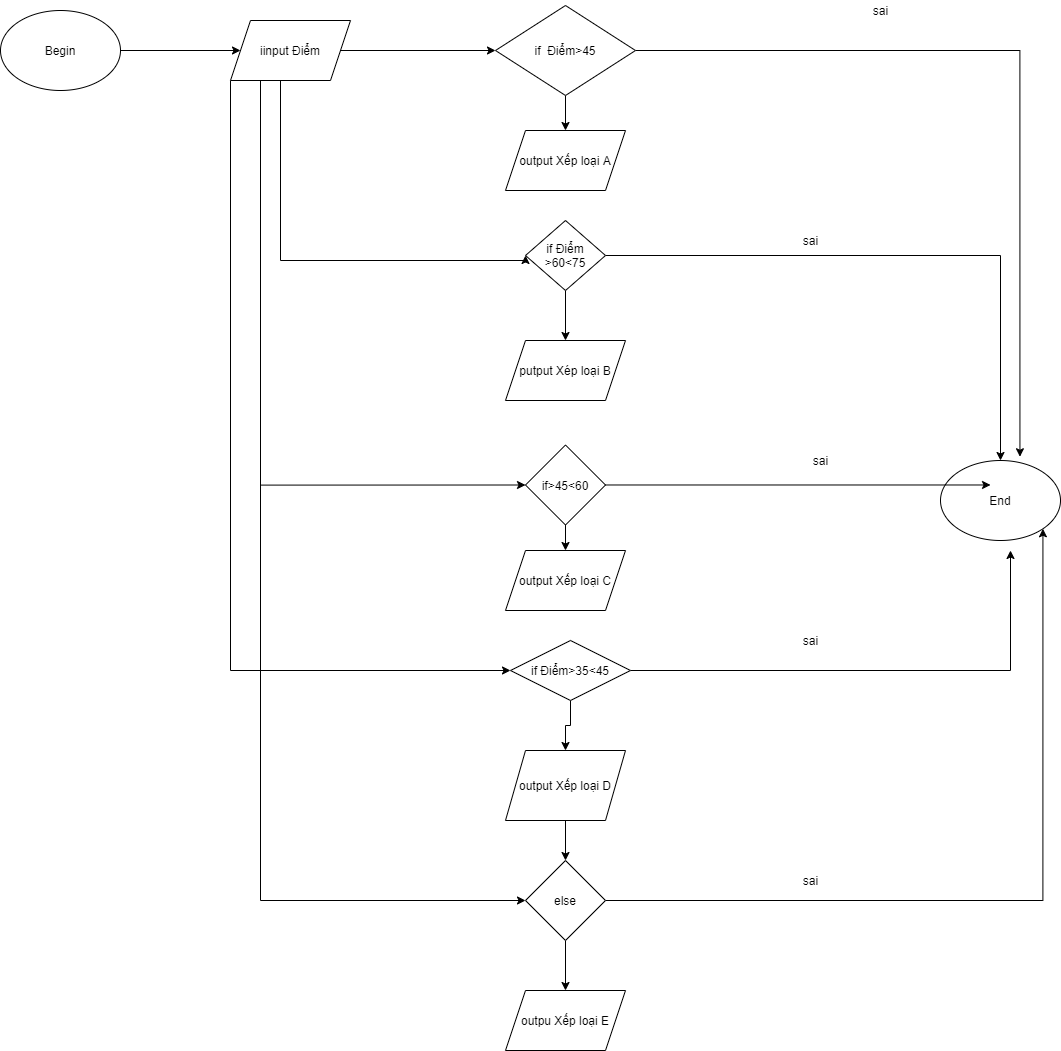 sai
Begin
iinput Điểm
if  Điểm>45
output Xếp loại A
sai
if Điểm
>60<75
putput Xép loại B
sai
if>45<60
End
output Xếp loại C
sai
if Điểm>35<45
output Xếp loại D
sai
else
outpu Xếp loại E